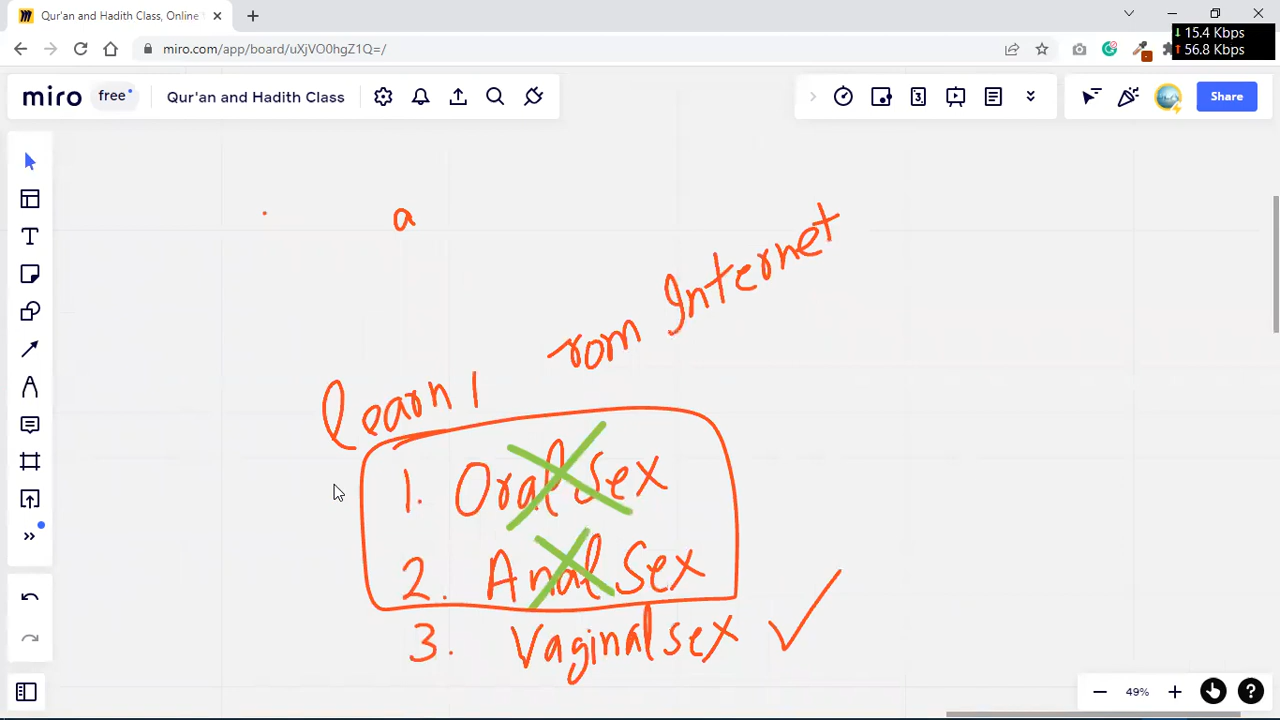 Qur'an and Hadith Class, Online
miro.com/app/board/uXjVO0hgZ1Q=/
15.4 Kbps
56.8 Kbps
miro free Qur'an and Hadith Class Share
a
rom Internet
learn
1. Oral Sex
2. Anal Sex
3. Vaginal sex
49%